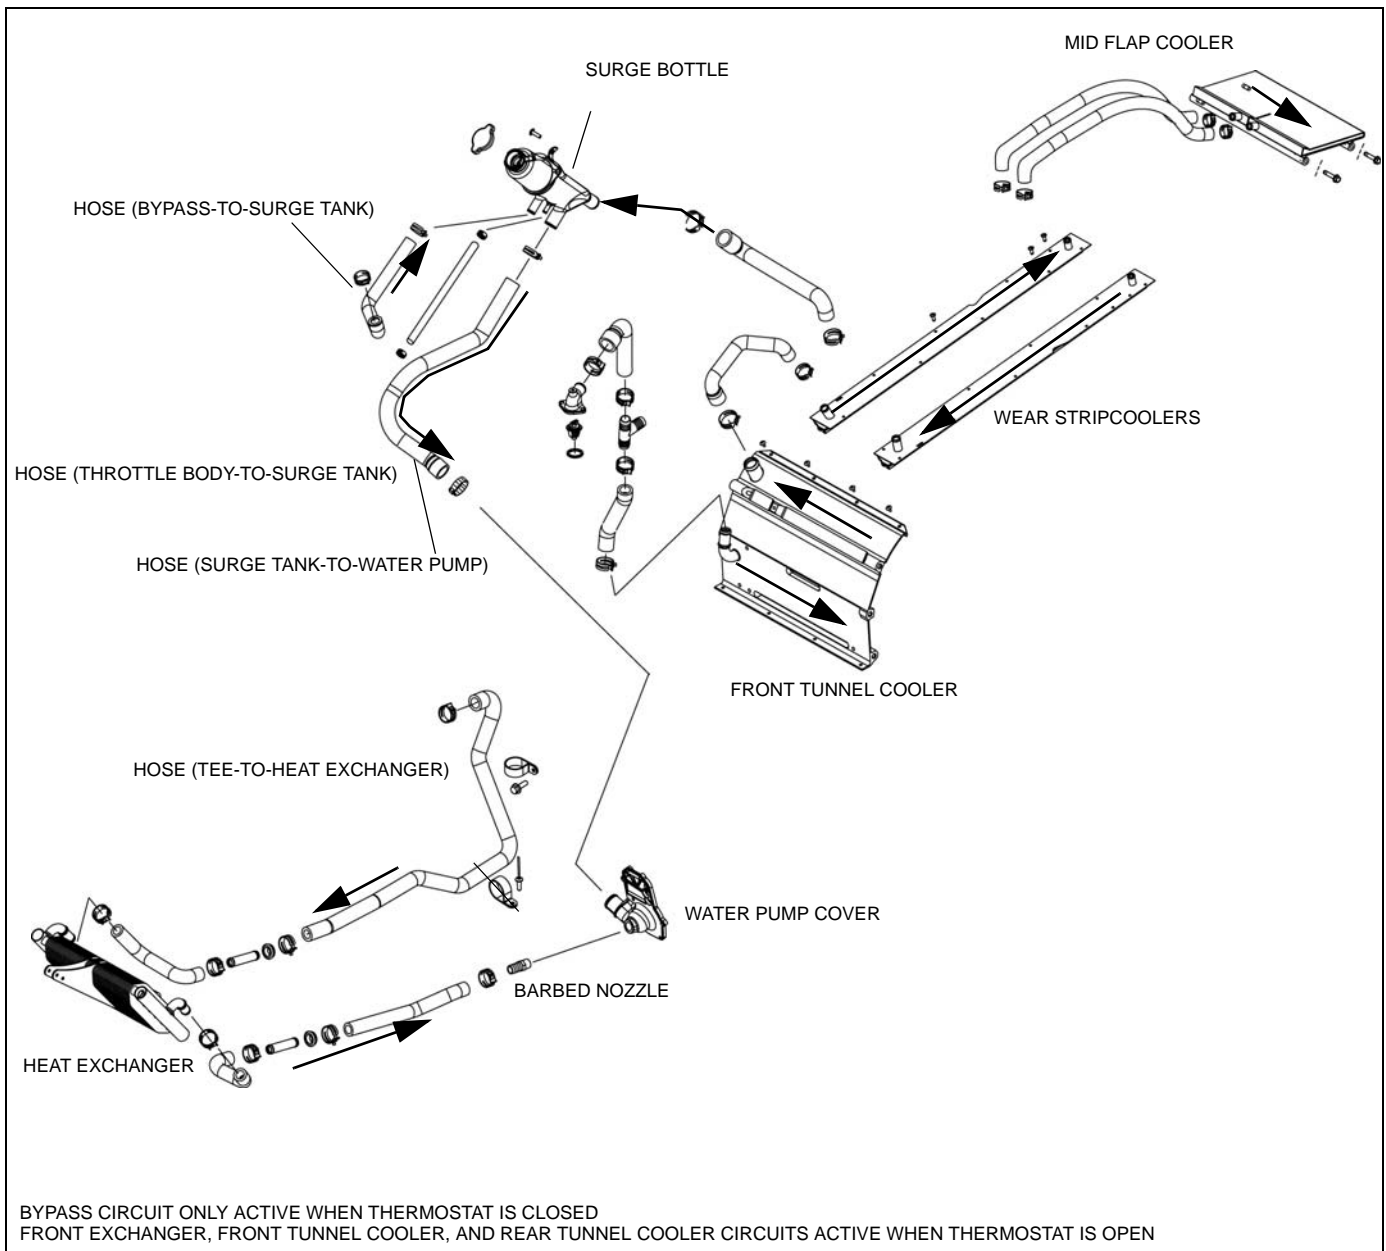 MID FLAP COOLER
SURGE BOTTLE
HOSE (BYPASS-TO-SURGE TANK)
WEAR STRIPCOOLERS
HOSE (THROTTLE BODY-TO-SURGE TANK)
HOSE (SURGE TANK-TO-WATER PUMP)
FRONT TUNNEL COOLER
HOSE (TEE-TO-HEAT EXCHANGER)
WATER PUMP COVER
BARBED NOZZLE
HEAT EXCHANGER
BYPASS CIRCUIT ONLY ACTIVE WHEN THERMOSTAT IS CLOSED
FRONT EXCHANGER, FRONT TUNNEL COOLER, AND REAR TUNNEL COOLER CIRCUITS ACTIVE WHEN THERMOSTAT IS OPEN